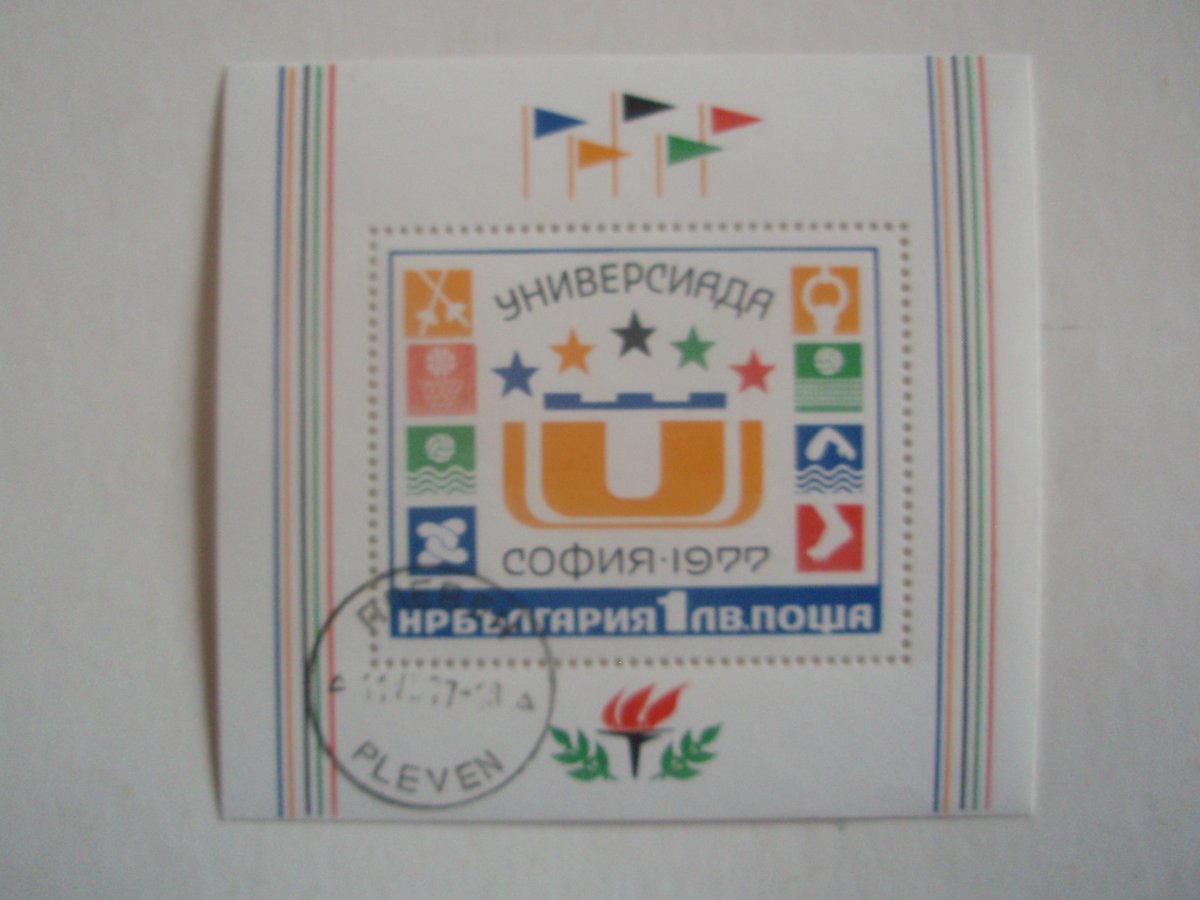 УНИВЕРСИАДА
СОФИЯ·1977
НРБЪЛГАРИЯ 1 ЛВ. ПОЩА
PLEVEN